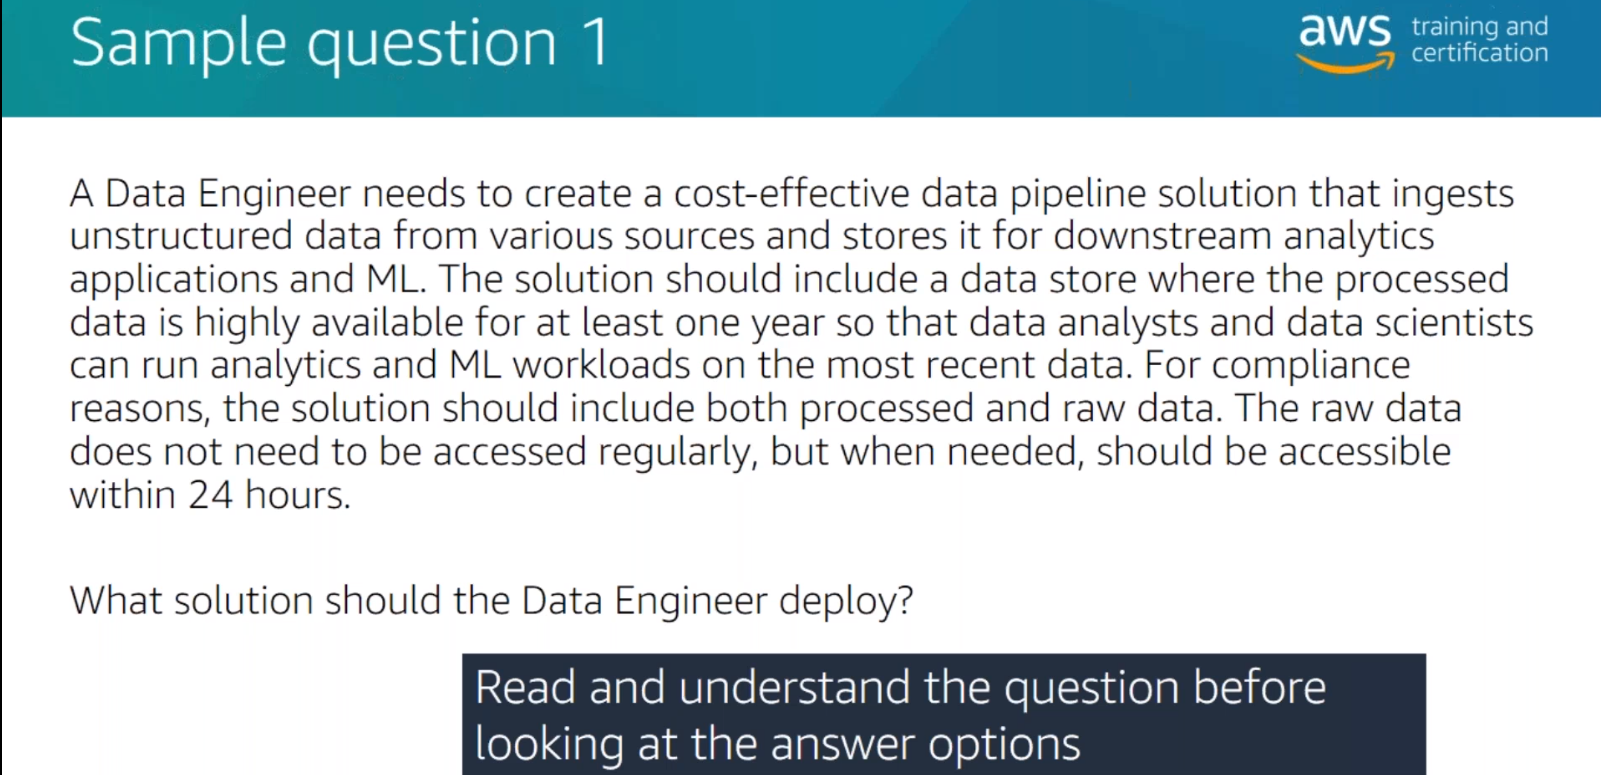 Sample question 1
aws training and
certification
A Data Engineer needs to create a cost-effective data pipeline solution that ingests
unstructured data from various sources and stores it for downstream analytics
applications and ML. The solution should include a data store where the processed
data is highly available for at least one year so that data analysts and data scientists
can run analytics and ML workloads on the most recent data. For compliance
reasons, the solution should include both processed and raw data. The raw data
does not need to be accessed regularly, but when needed, should be accessible
within 24 hours.
What solution should the Data Engineer deploy?
Read and understand the question before
looking at the answer options